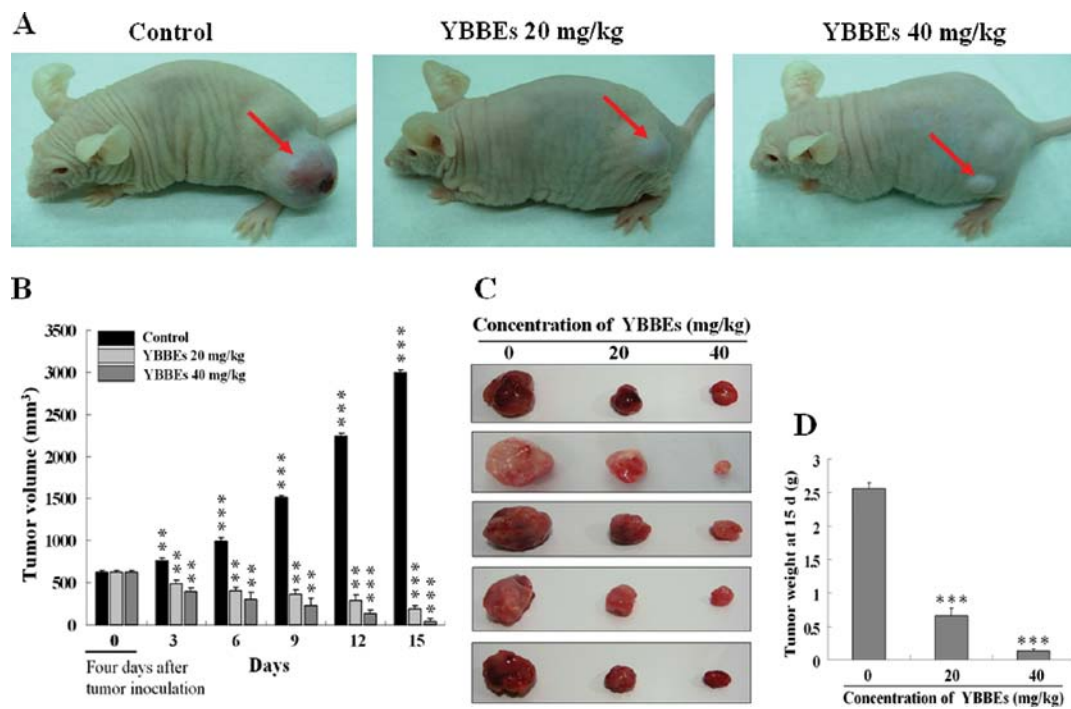 A
Control
YBBEs 20 mg/kg
YBBEs 40 mg/kg
B
Tumor volume (mm³)
3500
3000
2500
2000
1500
1000
500
0
Control
YBBEs 20 mg/kg
YBBEs 40 mg/kg
** ** **
*** ** **
*** ** **
*** ** ***
*** *** ***
0 3 6 9 12 15
Days
Four days after
tumor inoculation
C
Concentration of YBBEs (mg/kg)
0 20 40
D
Tumor weight at 15 d (g)
3
2.5
2
1.5
1
0.5
0
***
***
0 20 40
Concentration of YBBEs (mg/kg)